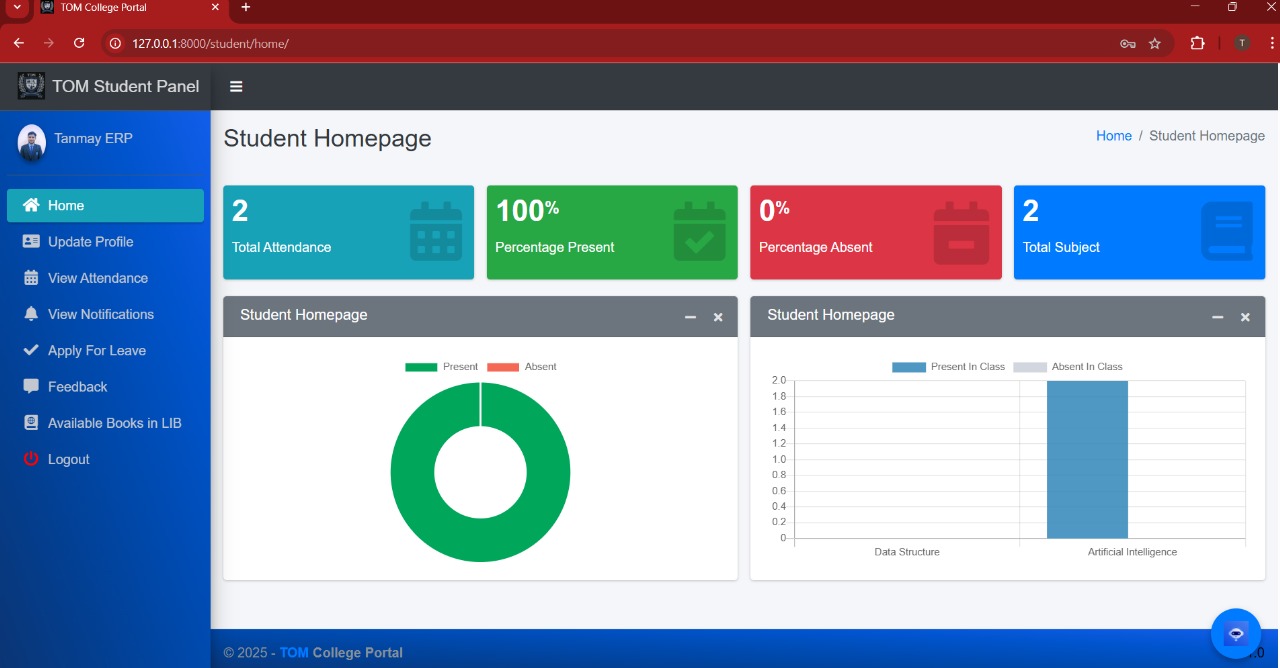 TOM College Portal
127.0.0.1:8000/student/home/
T
TOM Student Panel
Tanmay ERP
Home
Update Profile
View Attendance
View Notifications
Apply For Leave
Feedback
Available Books in LIB
Logout
Student Homepage
Home / Student Homepage
2
Total Attendance
100%
Percentage Present
0%
Percentage Absent
2
Total Subject
Student Homepage
Present Absent
Student Homepage
Present In Class Absent In Class
2.0
1.8
1.6
1.4
1.2
1.0
0.8
0.6
0.4
0.2
0
Data Structure Artificial Intelligence
© 2025 - TOM College Portal